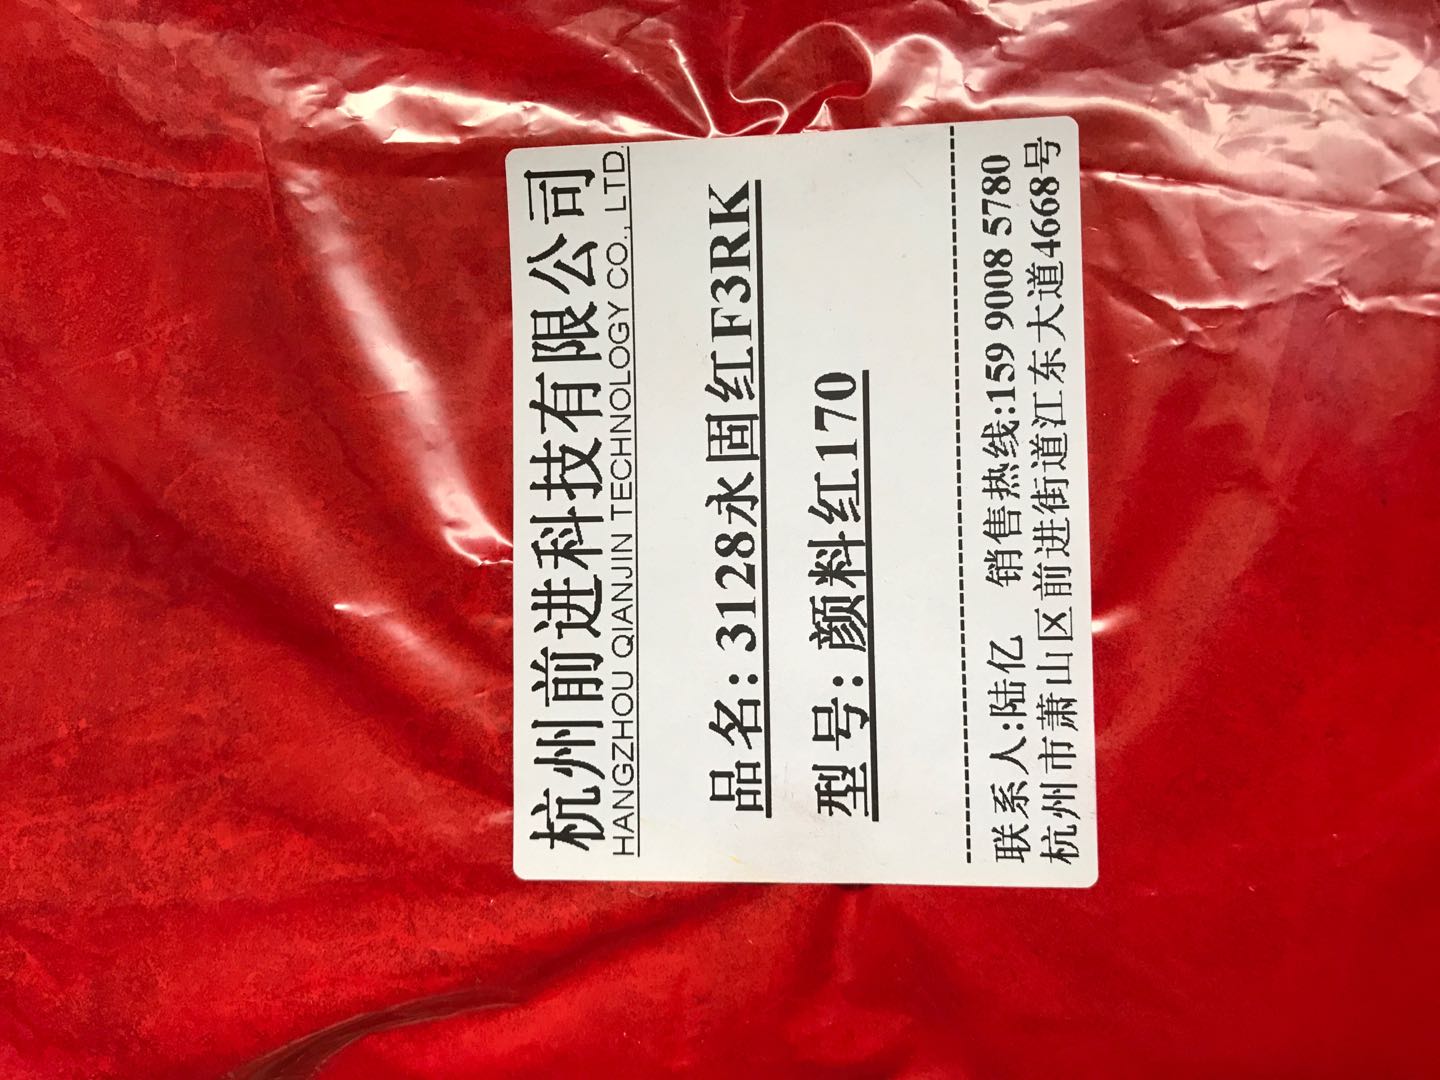 杭州前进科技有限公司
HANGZHOU QIANJIN TECHNOLOGY CO., LTD.
品名: 3128永固红F3RK
型号: 颜料红170
联系人:陆亿 销售热线:159 9008 5780
杭州市萧山区前进街道江东大道4668号